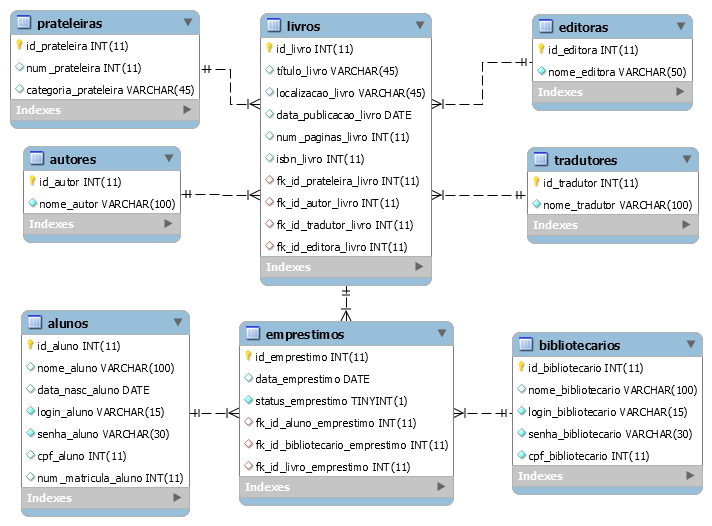 prateleiras
id_prateleira INT(11)
num_prateleira INT(11)
categoria_prateleira VARCHAR(45)
Indexes
livros
id_livro INT(11)
título_livro VARCHAR(45)
localizacao_livro VARCHAR(45)
data_publicacao_livro DATE
num_paginas_livro INT(11)
isbn_livro INT(11)
fk_id_prateleira_livro INT(11)
fk_id_autor_livro INT(11)
fk_id_tradutor_livro INT(11)
fk_id_editora_livro INT(11)
Indexes
editoras
id_editora INT(11)
nome_editora VARCHAR(50)
Indexes
autores
id_autor INT(11)
nome_autor VARCHAR(100)
Indexes
tradutores
id_tradutor INT(11)
nome_tradutor VARCHAR(100)
Indexes
alunos
id_aluno INT(11)
nome_aluno VARCHAR(100)
data_nasc_aluno DATE
login_aluno VARCHAR(15)
senha_aluno VARCHAR(30)
cpf_aluno INT(11)
num_matricula_aluno INT(11)
Indexes
emprestimos
id_emprestimo INT(11)
data_emprestimo DATE
status_emprestimo TINYINT(1)
fk_id_aluno_emprestimo INT(11)
fk_id_bibliotecario_emprestimo INT(11)
fk_id_livro_emprestimo INT(11)
Indexes
bibliotecarios
id_bibliotecario INT(11)
nome_bibliotecario VARCHAR(100)
login_bibliotecario VARCHAR(15)
senha_bibliotecario VARCHAR(30)
cpf_bibliotecario INT(11)
Indexes